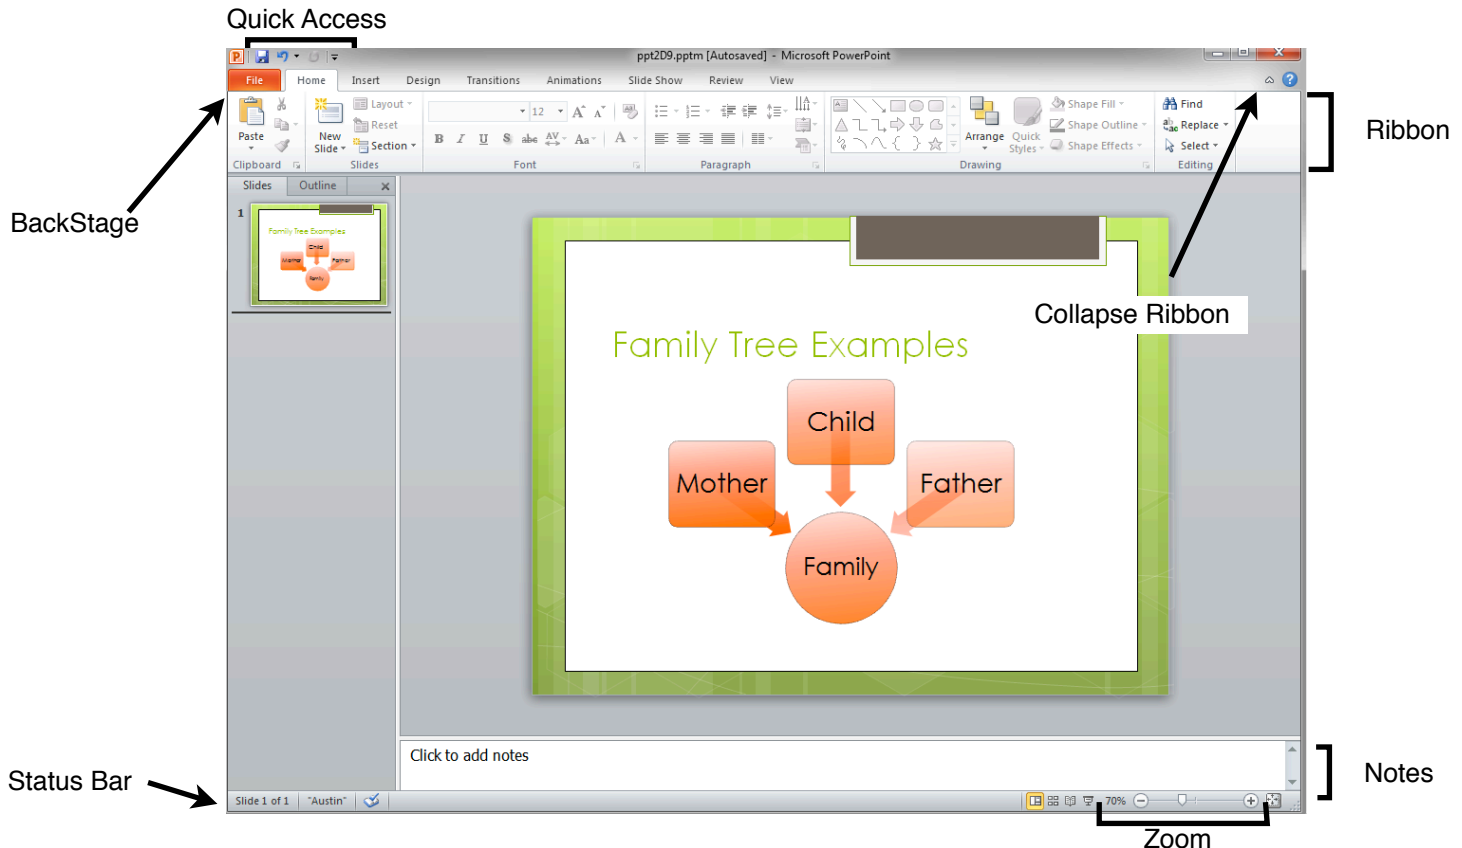 Quick Access
ppt2D9.pptm [Autosaved] - Microsoft PowerPoint
File Home Insert Design Transitions Animations Slide Show Review View
Paste
New Slide
Layout
Reset
Section
12
B I U S abc AV Aa A
Arrange
Quick Styles
Shape Fill
Shape Outline
Shape Effects
Find
Replace
Select
Clipboard Slides Font Paragraph Drawing Editing
Ribbon
BackStage
Slides Outline
1
Family Tree Examples
Child
Mother Father
Family
Collapse Ribbon
Family Tree Examples
Child
Mother Father
Family
Click to add notes
Notes
Status Bar
Slide 1 of 1 "Austin" 70%
Zoom